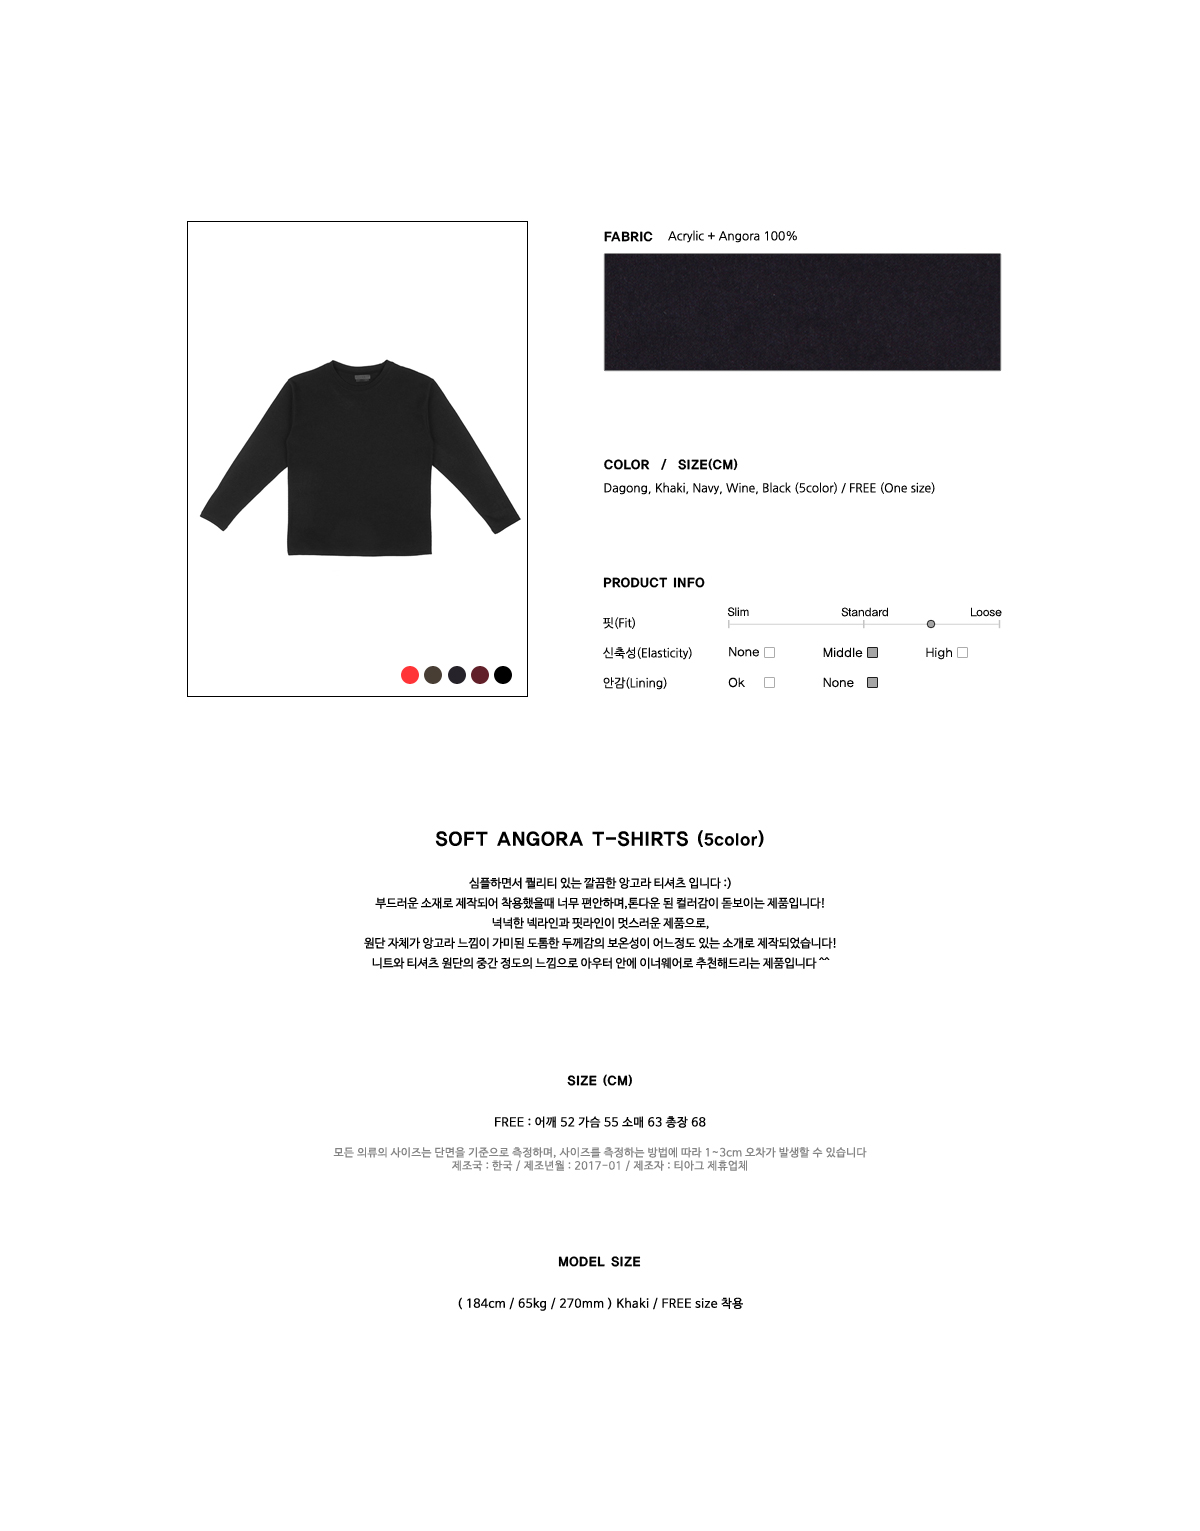 FABRIC Acrylic + Angora 100%
COLOR / SIZE(CM)
Dagong, Khaki, Navy, Wine, Black (5color) / FREE (One size)
PRODUCT INFO
Slim Standard Loose
핏(Fit)
신축성(Elasticity) None Middle High
안감(Lining) Ok None
SOFT ANGORA T-SHIRTS (5color)
심플하면서 퀄리티 있는 깔끔한 앙고라 티셔츠 입니다 :)
부드러운 소재로 제작되어 착용했을때 너무 편안하며,톤다운 된 컬러감이 돋보이는 제품입니다!
넉넉한 넥라인과 핏라인이 멋스러운 제품으로,
원단 자체가 앙고라 느낌이 가미된 도톰한 두께감의 보온성이 어느정도 있는 소개로 제작되었습니다!
니트와 티셔츠 원단의 중간 정도의 느낌으로 아우터 안에 이너웨어로 추천해드리는 제품입니다 ^^
SIZE (CM)
FREE : 어깨 52 가슴 55 소매 63 총장 68
모든 의류의 사이즈는 단면을 기준으로 측정하며, 사이즈를 측정하는 방법에 따라 1~3cm 오차가 발생할 수 있습니다
제조국 : 한국 / 제조년월 : 2017-01 / 제조자 : 티아그 제휴업체
MODEL SIZE
( 184cm / 65kg / 270mm ) Khaki / FREE size 착용